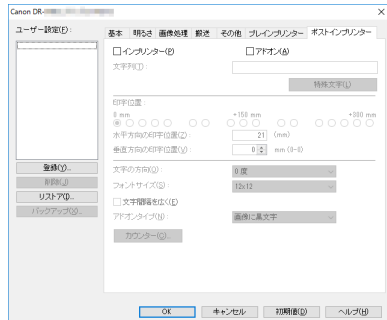 Canon DR-
ユーザー設定(F):
登録(Y)...
削除(J)
リストア(I)...
バックアップ(X)...
基本 明るさ 画像処理 搬送 その他 プレインプリンター ポストインプリンター
インプリンター(P) アドオン(A)
文字列(T):
特殊文字(L)
印字位置:
0 mm +150 mm +300 mm
水平方向の印字位置(Z): 21 (mm)
垂直方向の印字位置(V): 0 mm (0-8)
文字の方向(O): 0 度
フォントサイズ(S): 12x12
文字間隔を広く(E)
アドオンタイプ(N): 画像に黒文字
カウンター(G)...
OK キャンセル 初期値(D) ヘルプ(H)